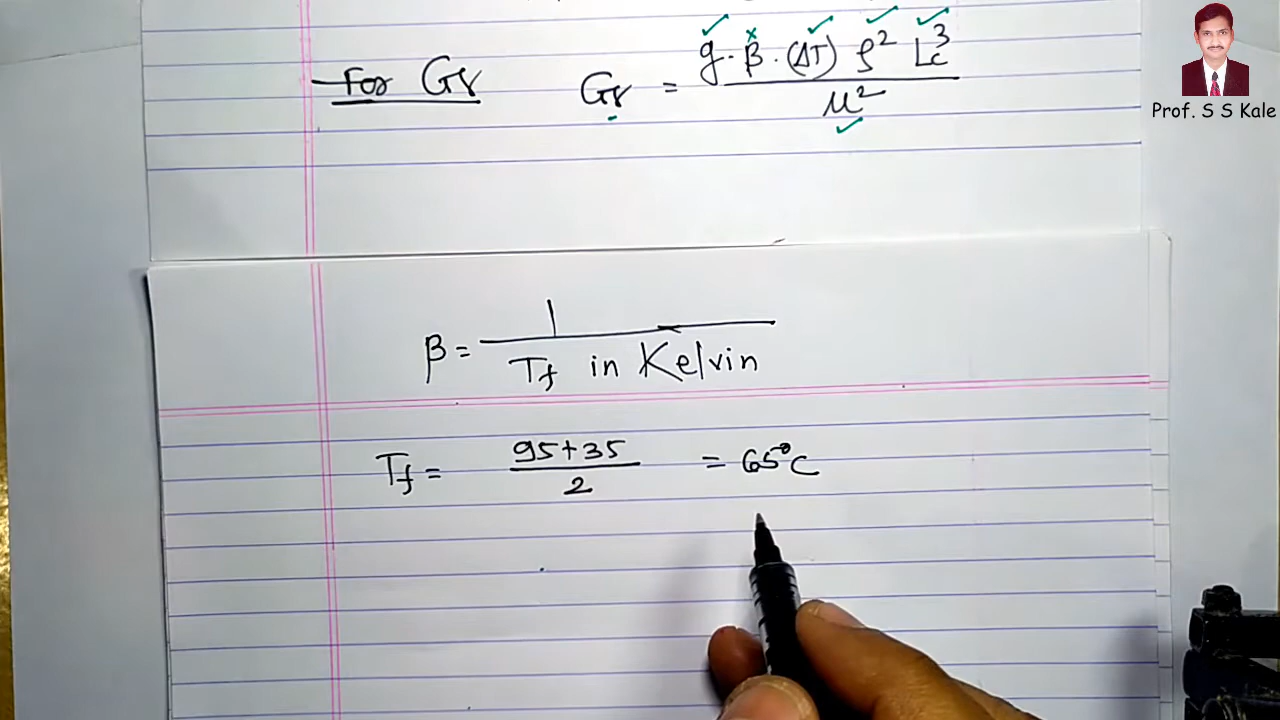 For Gr Gr = g · β · (ΔT) ρ² Lc³ / μ²
Prof. S S Kale
β = 1 / Tf in Kelvin
Tf = 95+35 / 2 = 65°C